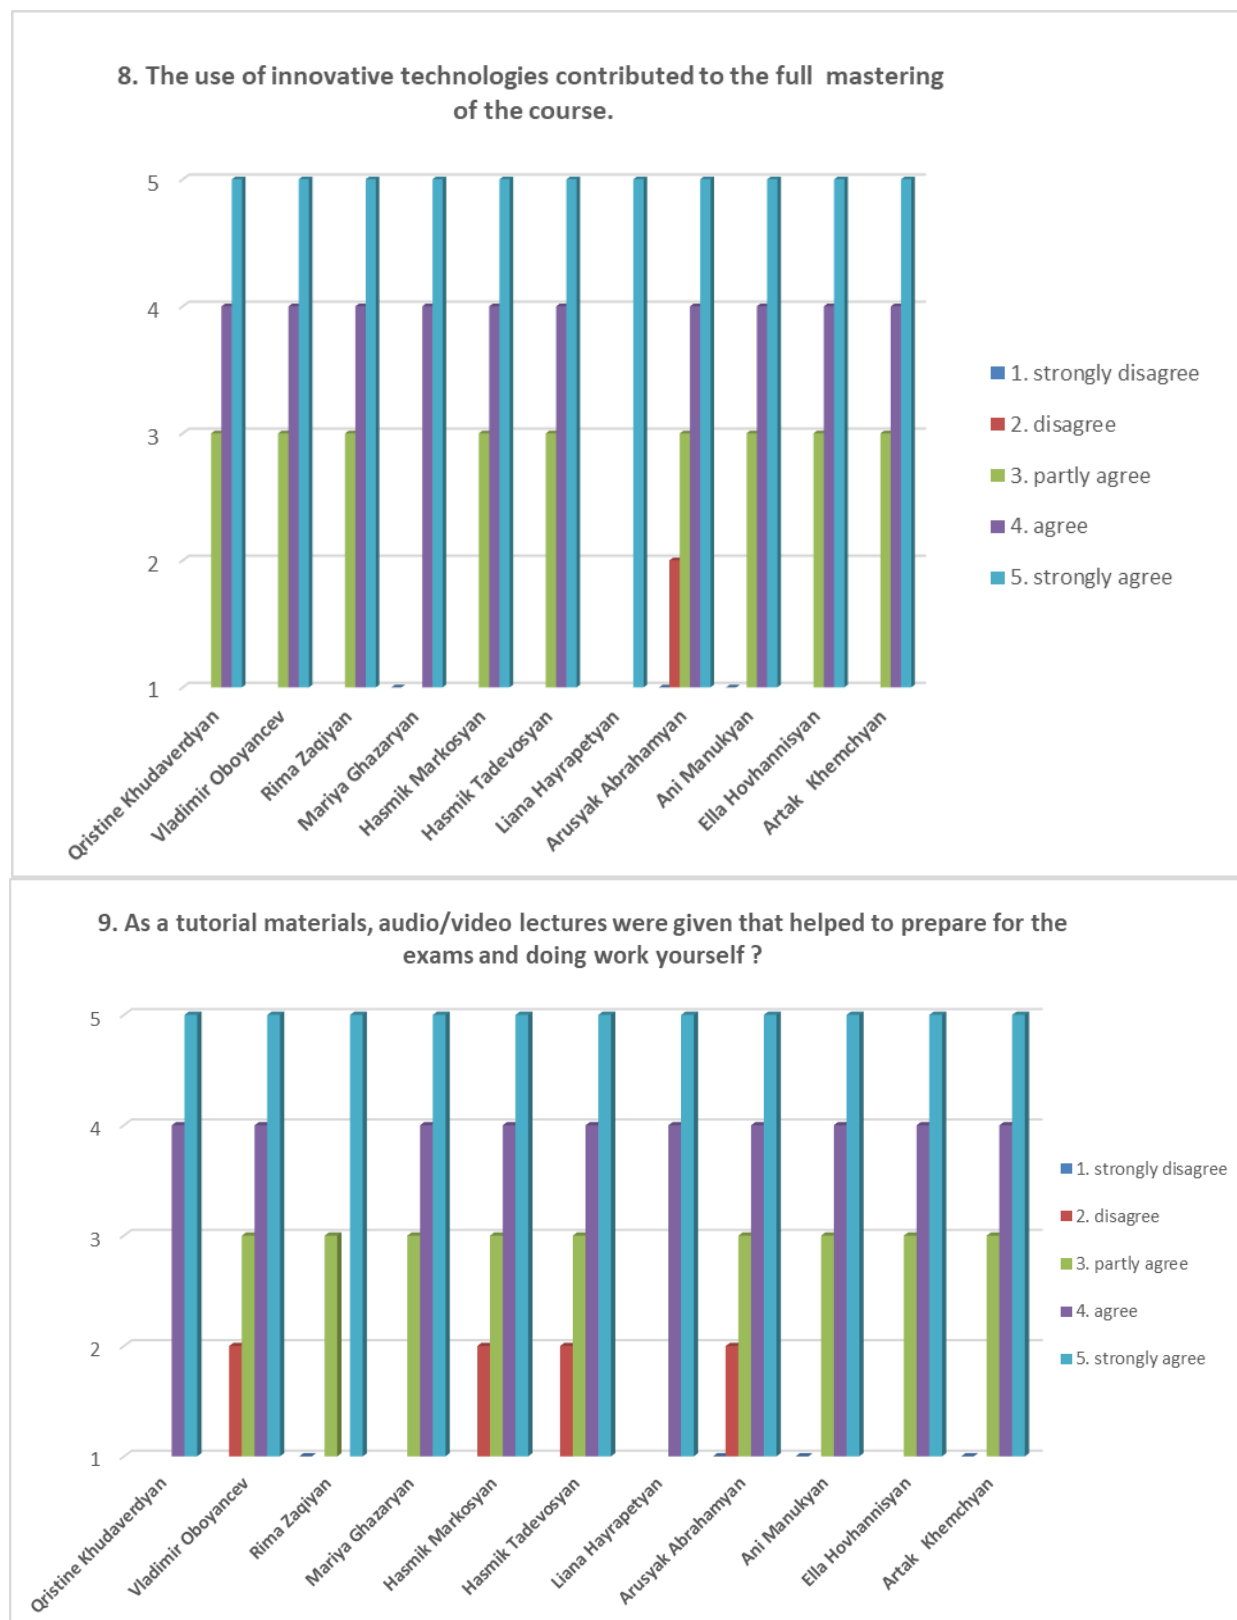 8. The use of innovative technologies contributed to the full  mastering
of the course.
5
4
3
2
1
Qristine Khudaverdyan
Vladimir Oboyancev
Rima Zaqiyan
Mariya Ghazaryan
Hasmik Markosyan
Hasmik Tadevosyan
Liana Hayrapetyan
Arusyak Abrahamyan
Ani Manukyan
Ella Hovhannisyan
Artak  Khemchyan
1. strongly disagree
2. disagree
3. partly agree
4. agree
5. strongly agree
9. As a tutorial materials, audio/video lectures were given that helped to prepare for the
exams and doing work yourself ?
5
4
3
2
1
Qristine Khudaverdyan
Vladimir Oboyancev
Rima Zaqiyan
Mariya Ghazaryan
Hasmik Markosyan
Hasmik Tadevosyan
Liana Hayrapetyan
Arusyak Abrahamyan
Ani Manukyan
Ella Hovhannisyan
Artak  Khemchyan
1. strongly disagree
2. disagree
3. partly agree
4. agree
5. strongly agree